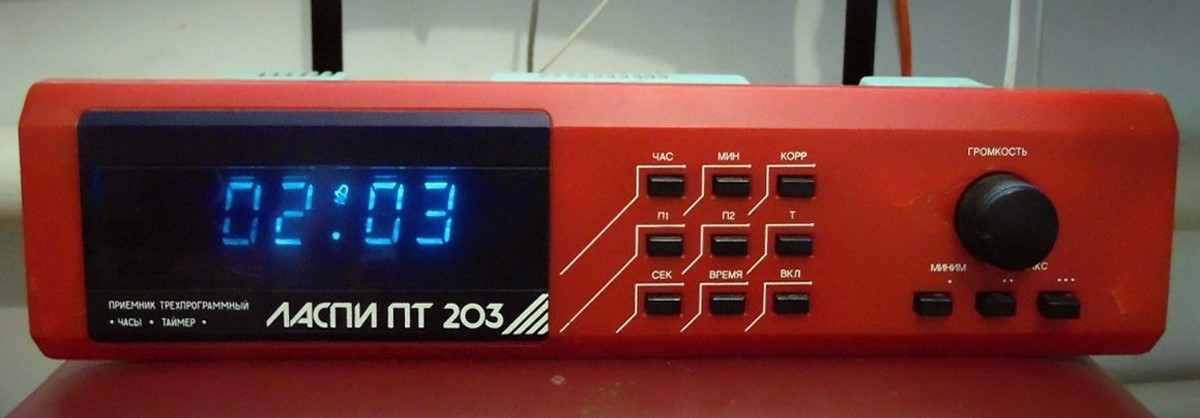 02:03
ПРИЕМНИК ТРЕХПРОГРАММНЫЙ
• ЧАСЫ • ТАЙМЕР •
ЛАСПИ ПТ 203
ЧАС МИН КОРР
П1 П2 Т
СЕК ВРЕМЯ ВКЛ
ГРОМКОСТЬ
МИНИМ